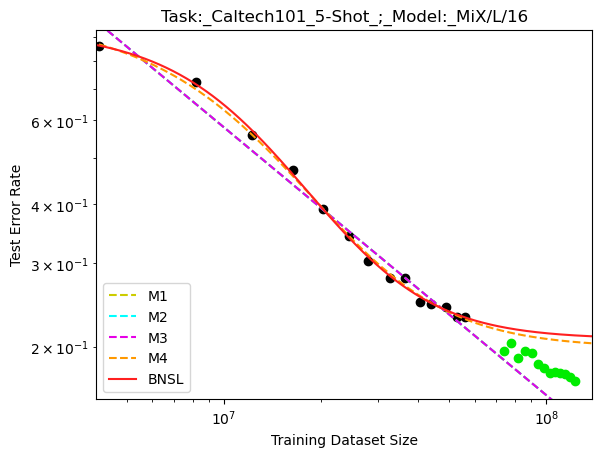 Task:_Caltech101_5-Shot_;_Model:_MiX/L/16
Test Error Rate
6 × 10⁻¹
4 × 10⁻¹
3 × 10⁻¹
2 × 10⁻¹
M1
M2
M3
M4
BNSL
10⁷
10⁸
Training Dataset Size